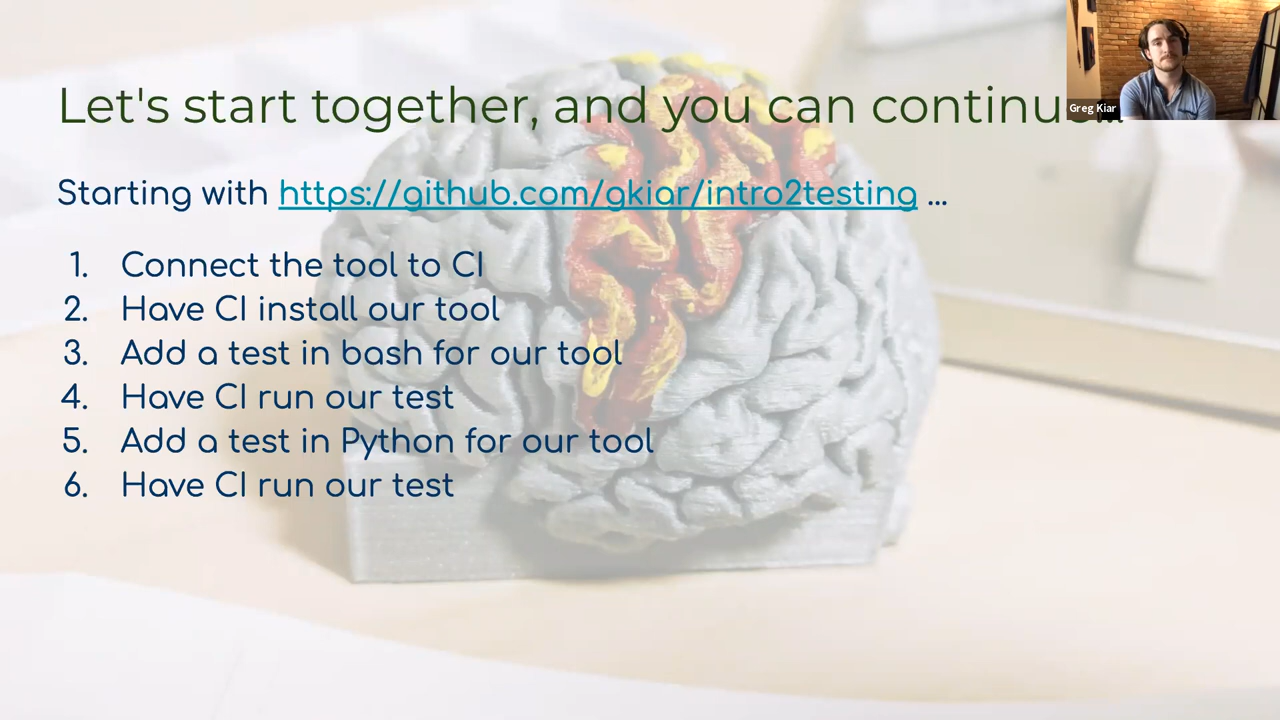 Let's start together, and you can continue...
Greg Kiar
Starting with https://github.com/gkiar/intro2testing ...
1. Connect the tool to CI
2. Have CI install our tool
3. Add a test in bash for our tool
4. Have CI run our test
5. Add a test in Python for our tool
6. Have CI run our test